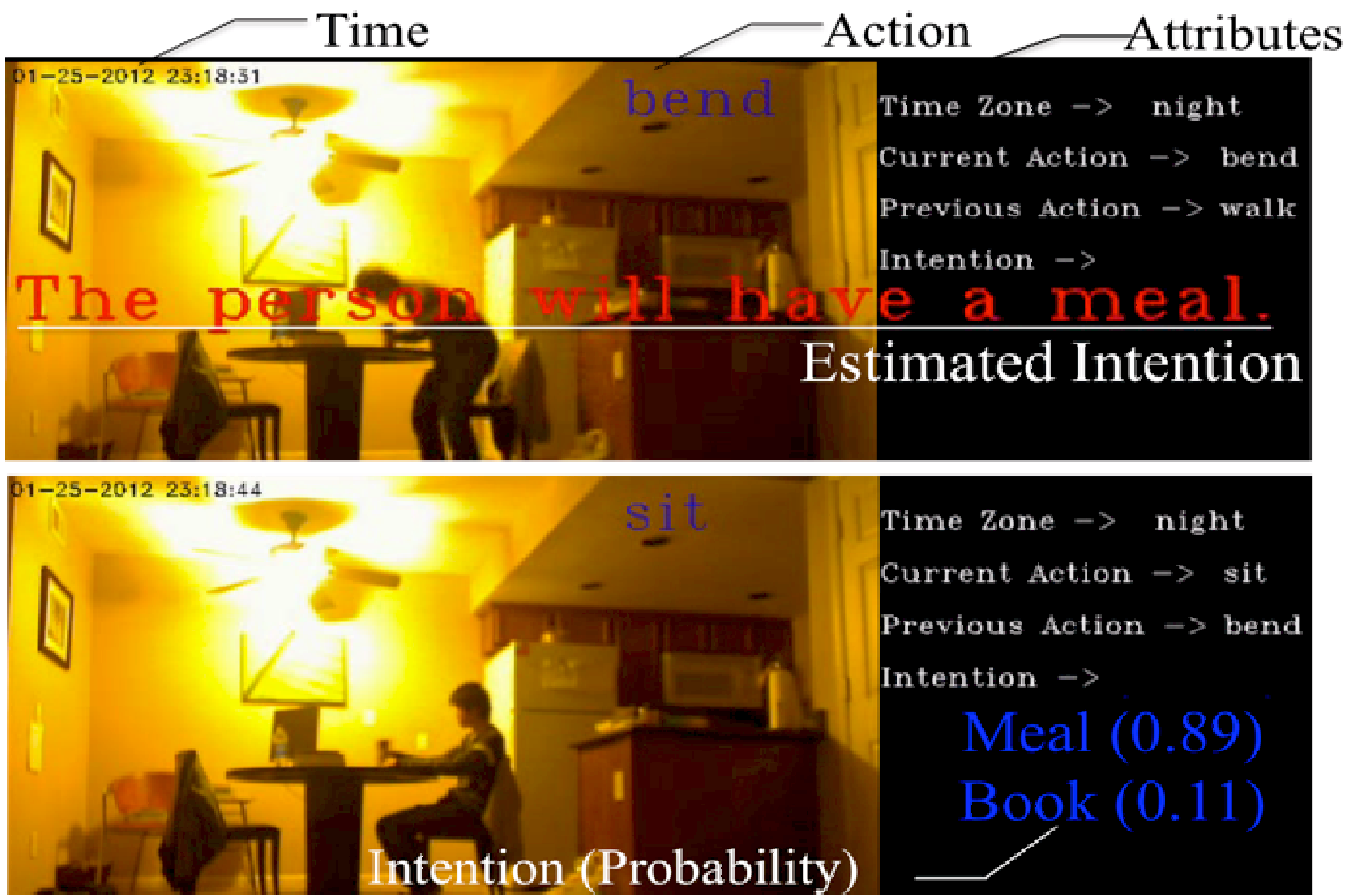 Time
Action
Attributes
01-25-2012 23:18:31
bend
Time Zone -> night
Current Action -> bend
Previous Action -> walk
Intention ->
The person will have a meal.
Estimated Intention
01-25-2012 23:18:44
sit
Time Zone -> night
Current Action -> sit
Previous Action -> bend
Intention ->
Meal (0.89)
Book (0.11)
Intention (Probability)